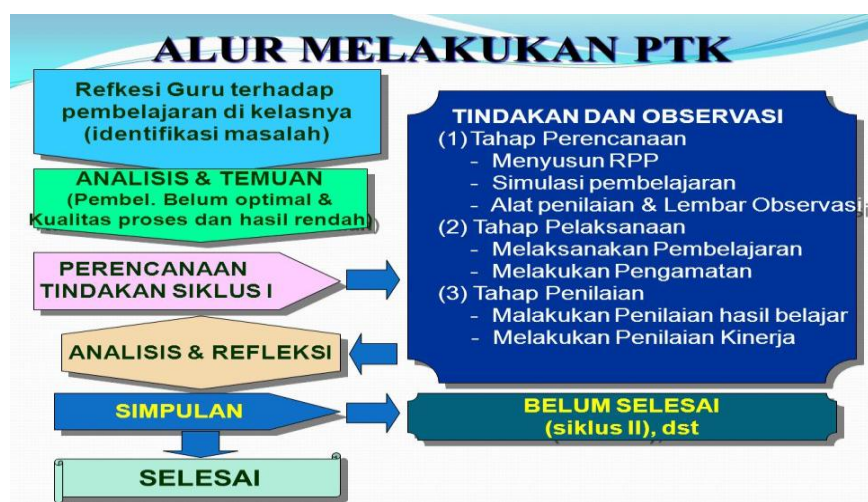 ALUR MELAKUKAN PTK
Refkesi Guru terhadap
pembelajaran di kelasnya
(identifikasi masalah)
ANALISIS & TEMUAN
(Pembel. Belum optimal &
Kualitas proses dan hasil rendah)
PERENCANAAN
TINDAKAN SIKLUS I
ANALISIS & REFLEKSI
SIMPULAN
SELESAI
TINDAKAN DAN OBSERVASI
(1) Tahap Perencanaan
- Menyusun RPP
- Simulasi pembelajaran
- Alat penilaian & Lembar Observasi
(2) Tahap Pelaksanaan
- Melaksanakan Pembelajaran
- Melakukan Pengamatan
(3) Tahap Penilaian
- Malakukan Penilaian hasil belajar
- Melakukan Penilaian Kinerja
BELUM SELESAI
(siklus II), dst